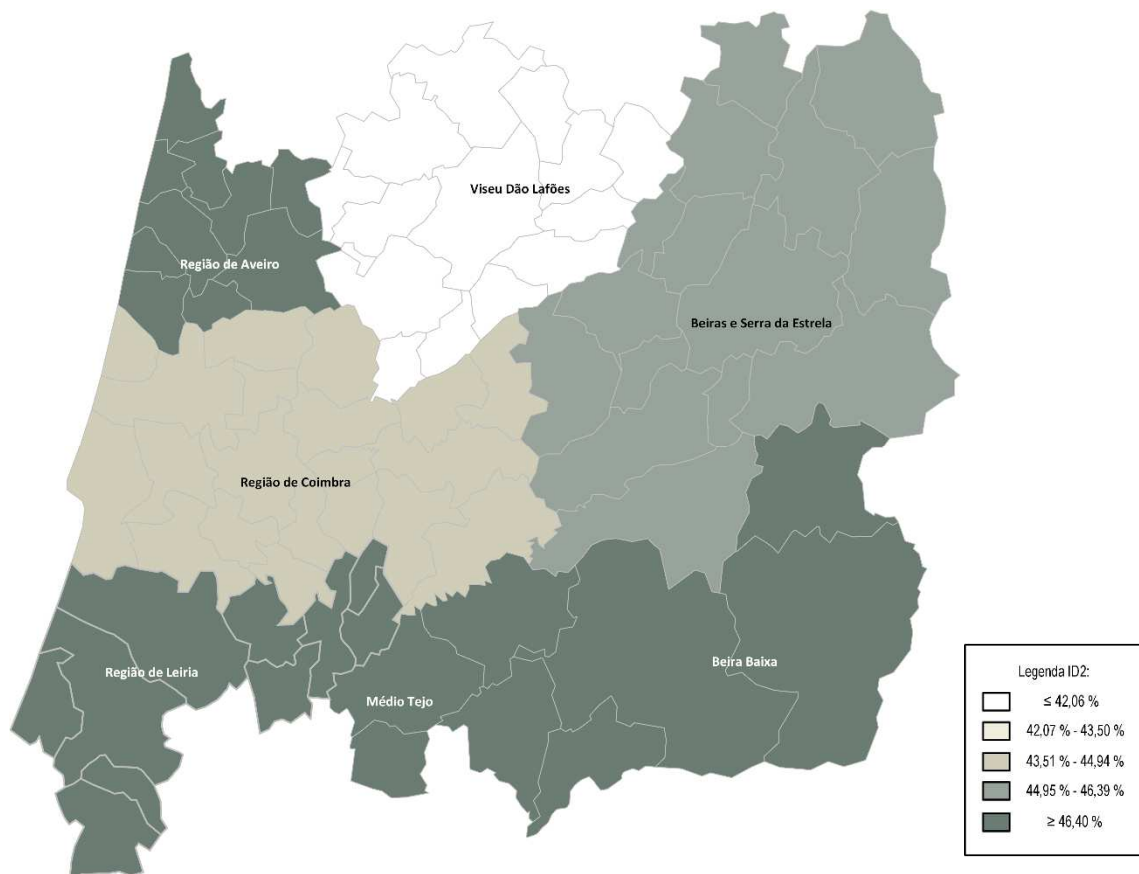 Viseu Dão Lafões
Região de Aveiro
Beiras e Serra da Estrela
Região de Coimbra
Região de Leiria
Médio Tejo
Beira Baixa
Legenda ID2:
≤ 42,06 %
42,07 % - 43,50 %
43,51 % - 44,94 %
44,95 % - 46,39 %
≥ 46,40 %